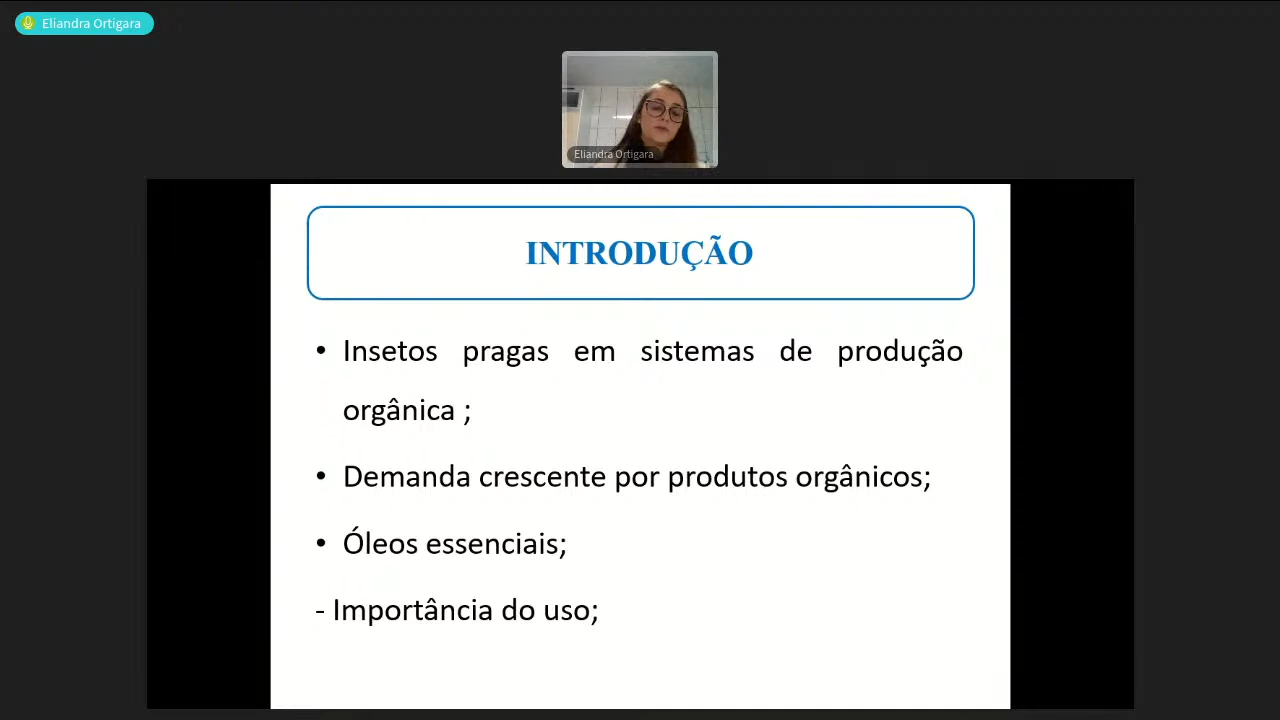 Eliandra Ortigara
Eliandra Ortigara
INTRODUÇÃO
• Insetos pragas em sistemas de produção
orgânica ;
• Demanda crescente por produtos orgânicos;
• Óleos essenciais;
- Importância do uso;